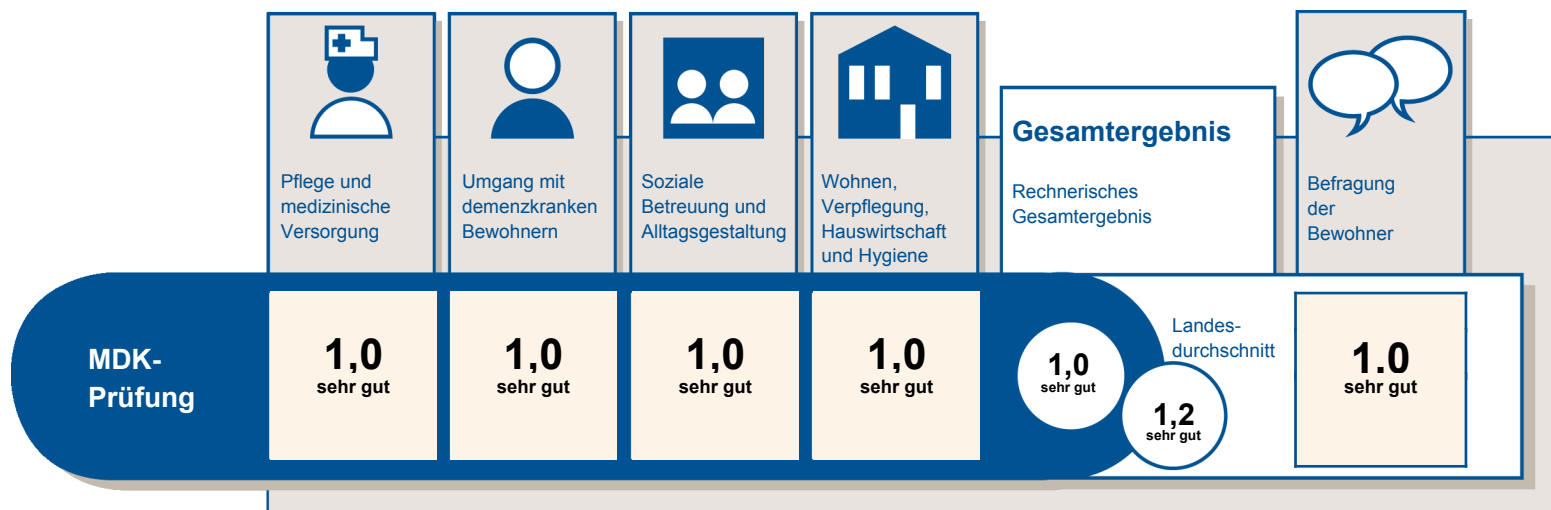 Pflege und
medizinische
Versorgung
Umgang mit
demenzkranken
Bewohnern
Soziale
Betreuung und
Alltagsgestaltung
Wohnen,
Verpflegung,
Hauswirtschaft
und Hygiene
Gesamtergebnis
Rechnerisches
Gesamtergebnis
Befragung
der
Bewohner
MDK-
Prüfung
1,0
sehr gut
1,0
sehr gut
1,0
sehr gut
1,0
sehr gut
1,0
sehr gut
Landes-
durchschnitt
1,2
sehr gut
1.0
sehr gut